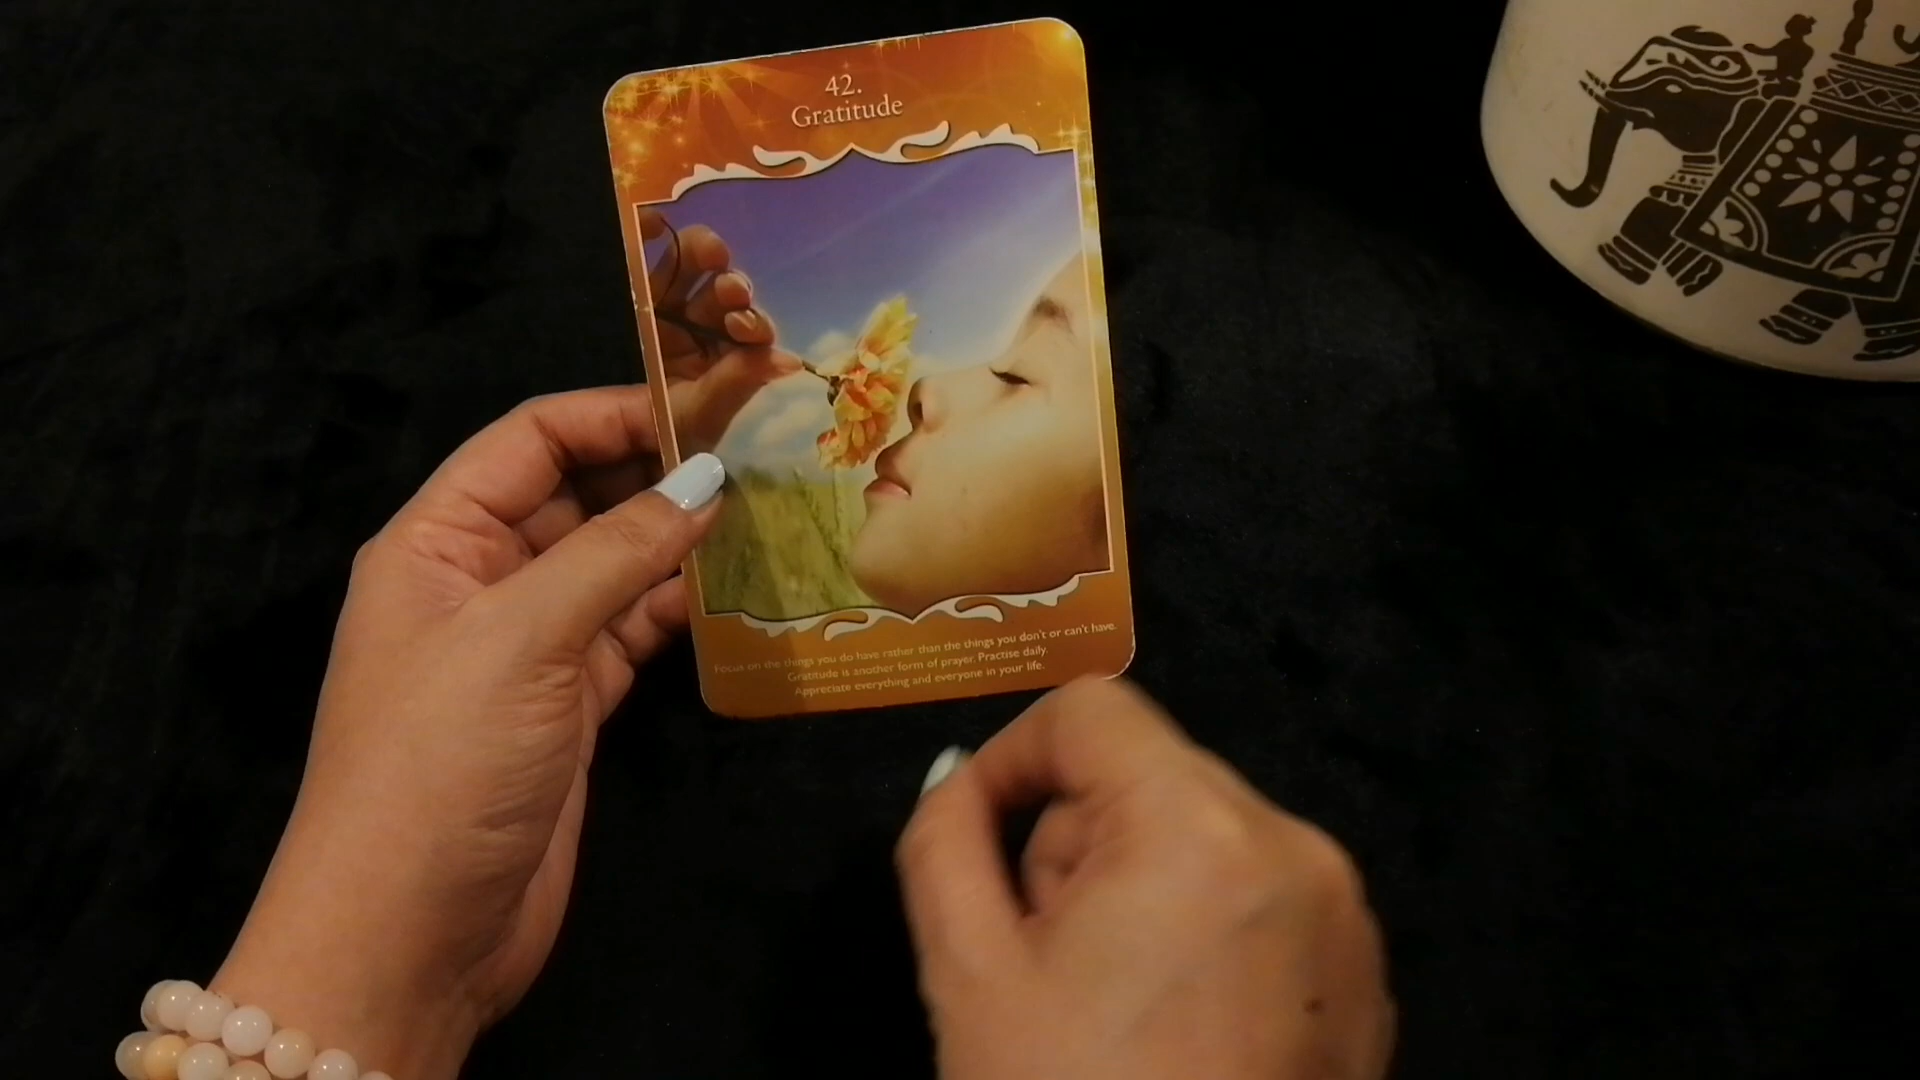 42.
Gratitude
Focus on the things you do have rather than the things you don't or can't have.
Gratitude is another form of prayer. Practise daily.
Appreciate everything and everyone in your life.